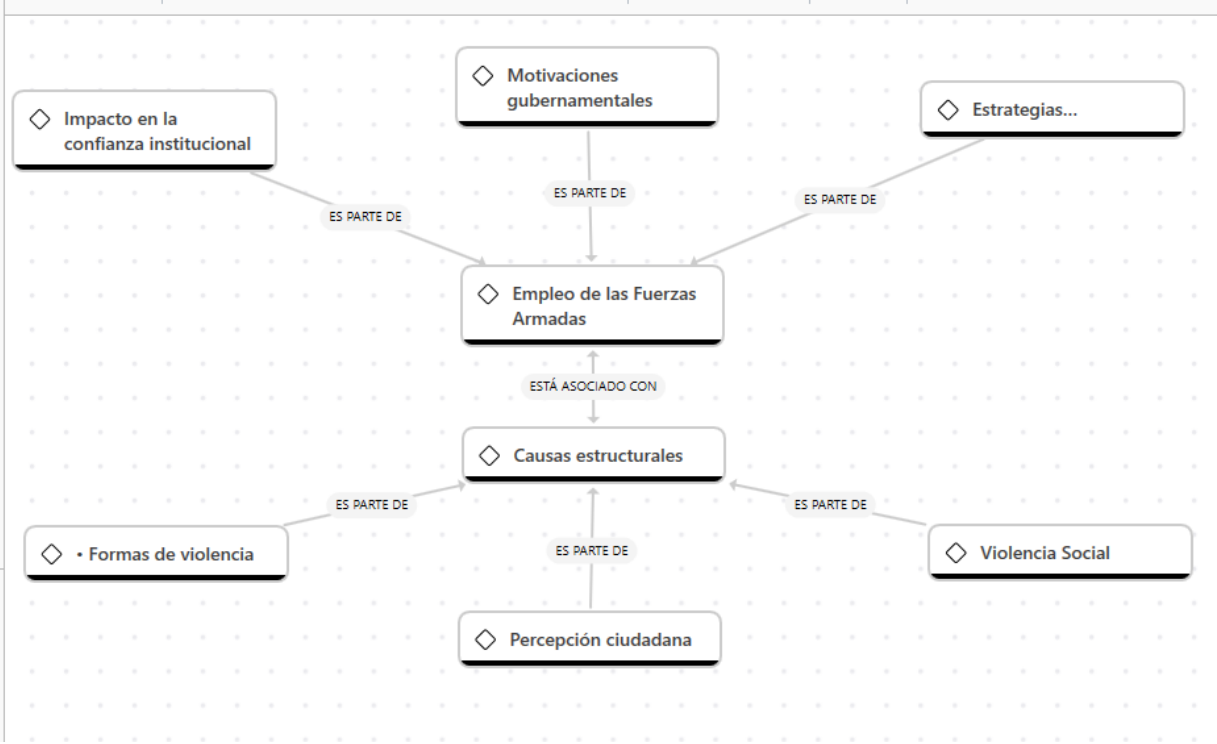 Motivaciones
gubernamentales
Impacto en la
confianza institucional
Estrategias...
ES PARTE DE
ES PARTE DE
ES PARTE DE
Empleo de las Fuerzas
Armadas
ESTÁ ASOCIADO CON
Causas estructurales
ES PARTE DE
ES PARTE DE
• Formas de violencia
ES PARTE DE
Violencia Social
Percepción ciudadana